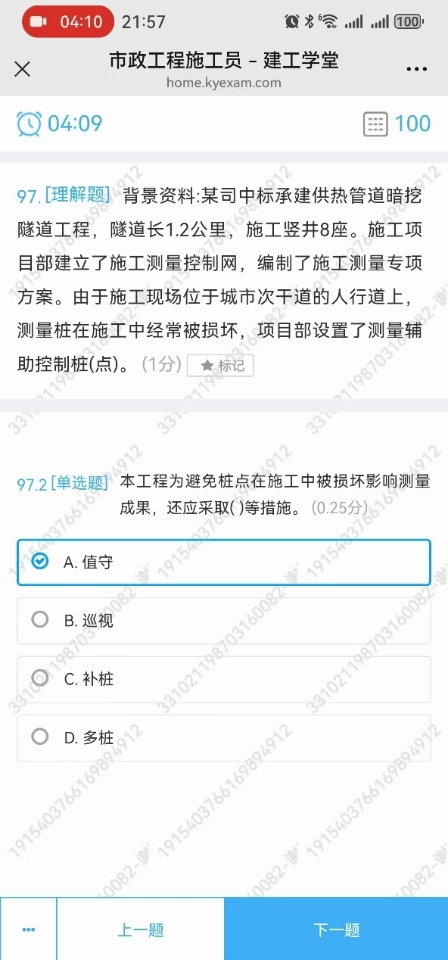 04:10 21:57 100
市政工程施工员 – 建工学堂
home.kyexam.com
04:09 100
97.[理解题] 背景资料:某司中标承建供热管道暗挖
隧道工程，隧道长1.2公里，施工竖井8座。施工项
目部建立了施工测量控制网，编制了施工测量专项
方案。由于施工现场位于城市次干道的人行道上，
测量桩在施工中经常被损坏，项目部设置了测量辅
助控制桩(点)。(1分) ★ 标记
97.2 [单选题] 本工程为避免桩点在施工中被损坏影响测量
成果，还应采取( )等措施。(0.25分)
A. 值守
B. 巡视
C. 补桩
D. 多桩
上一题 下一题